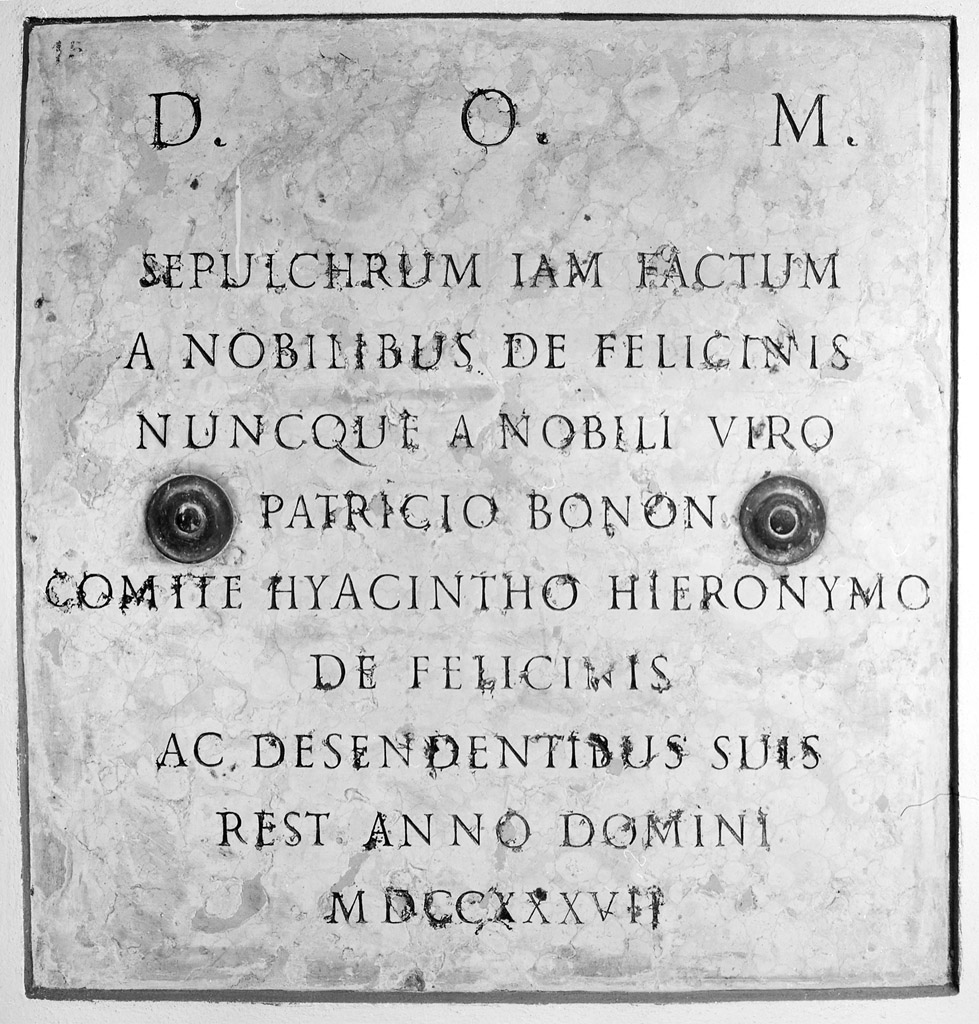 15
D. O. M.
SEPULCHRUM IAM FACTUM
A NOBILIBUS DE FELICINIS
NUNCQUE A NOBILI VIRO
PATRICIO BONON
COMITE HYACINTHO HIERONYMO
DE FELICINIS
AC DESENDENTIBUS SUIS
REST ANNO DOMINI
MDCCXXXVII